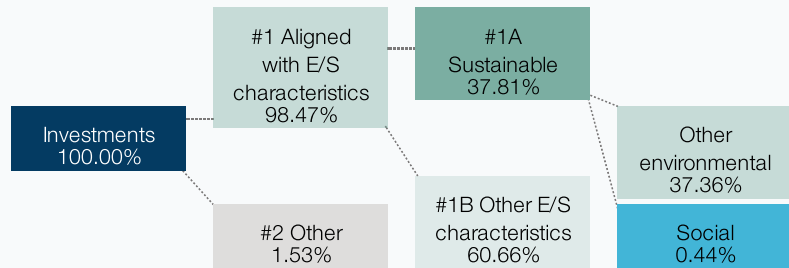 Investments
100.00%
#1 Aligned
with E/S
characteristics
98.47%
#2 Other
1.53%
#1A
Sustainable
37.81%
#1B Other E/S
characteristics
60.66%
Other
environmental
37.36%
Social
0.44%